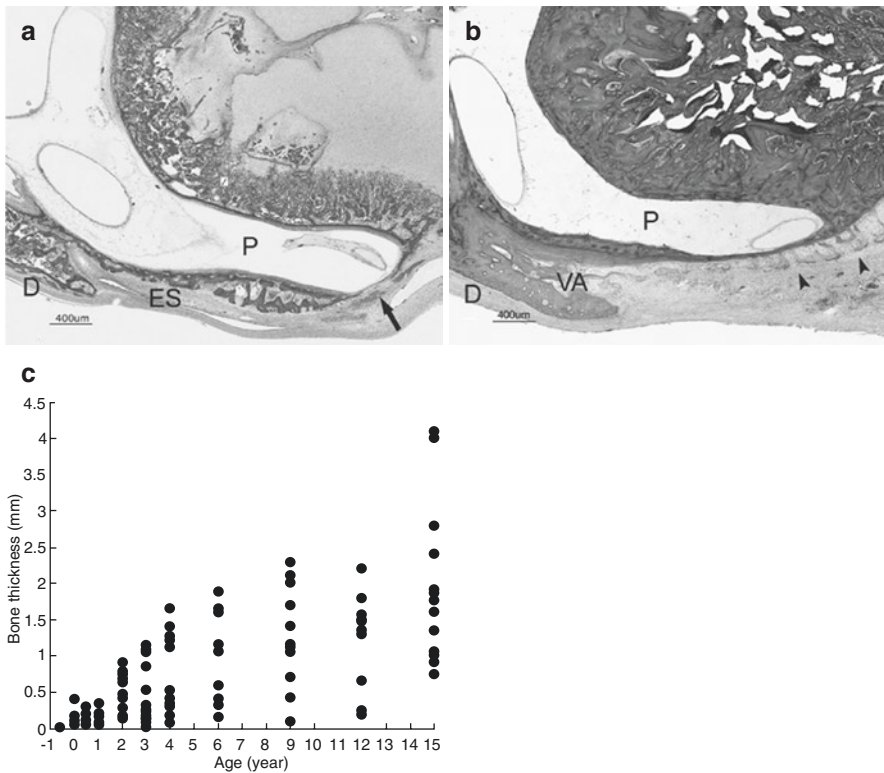 a
P
D
ES
400um
b
P
VA
D
400um
c
4.5
4
3.5
3
2.5
2
1.5
1
0.5
0
Bone thickness (mm)
-1 0 1 2 3 4 5 6 7 8 9 10 11 12 13 14 15
Age (year)